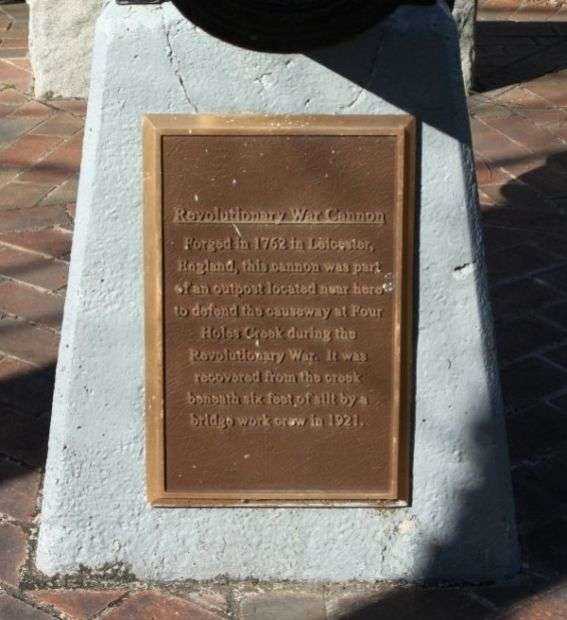 Revolutionary War Cannon
Forged in 1762 in Leicester,
England, this cannon was part
of an outpost located near here
to defend the causeway at Four
Holes Creek during the
Revolutionary War. It was
recovered from the creek
beneath six feet of silt by a
bridge work crew in 1921.